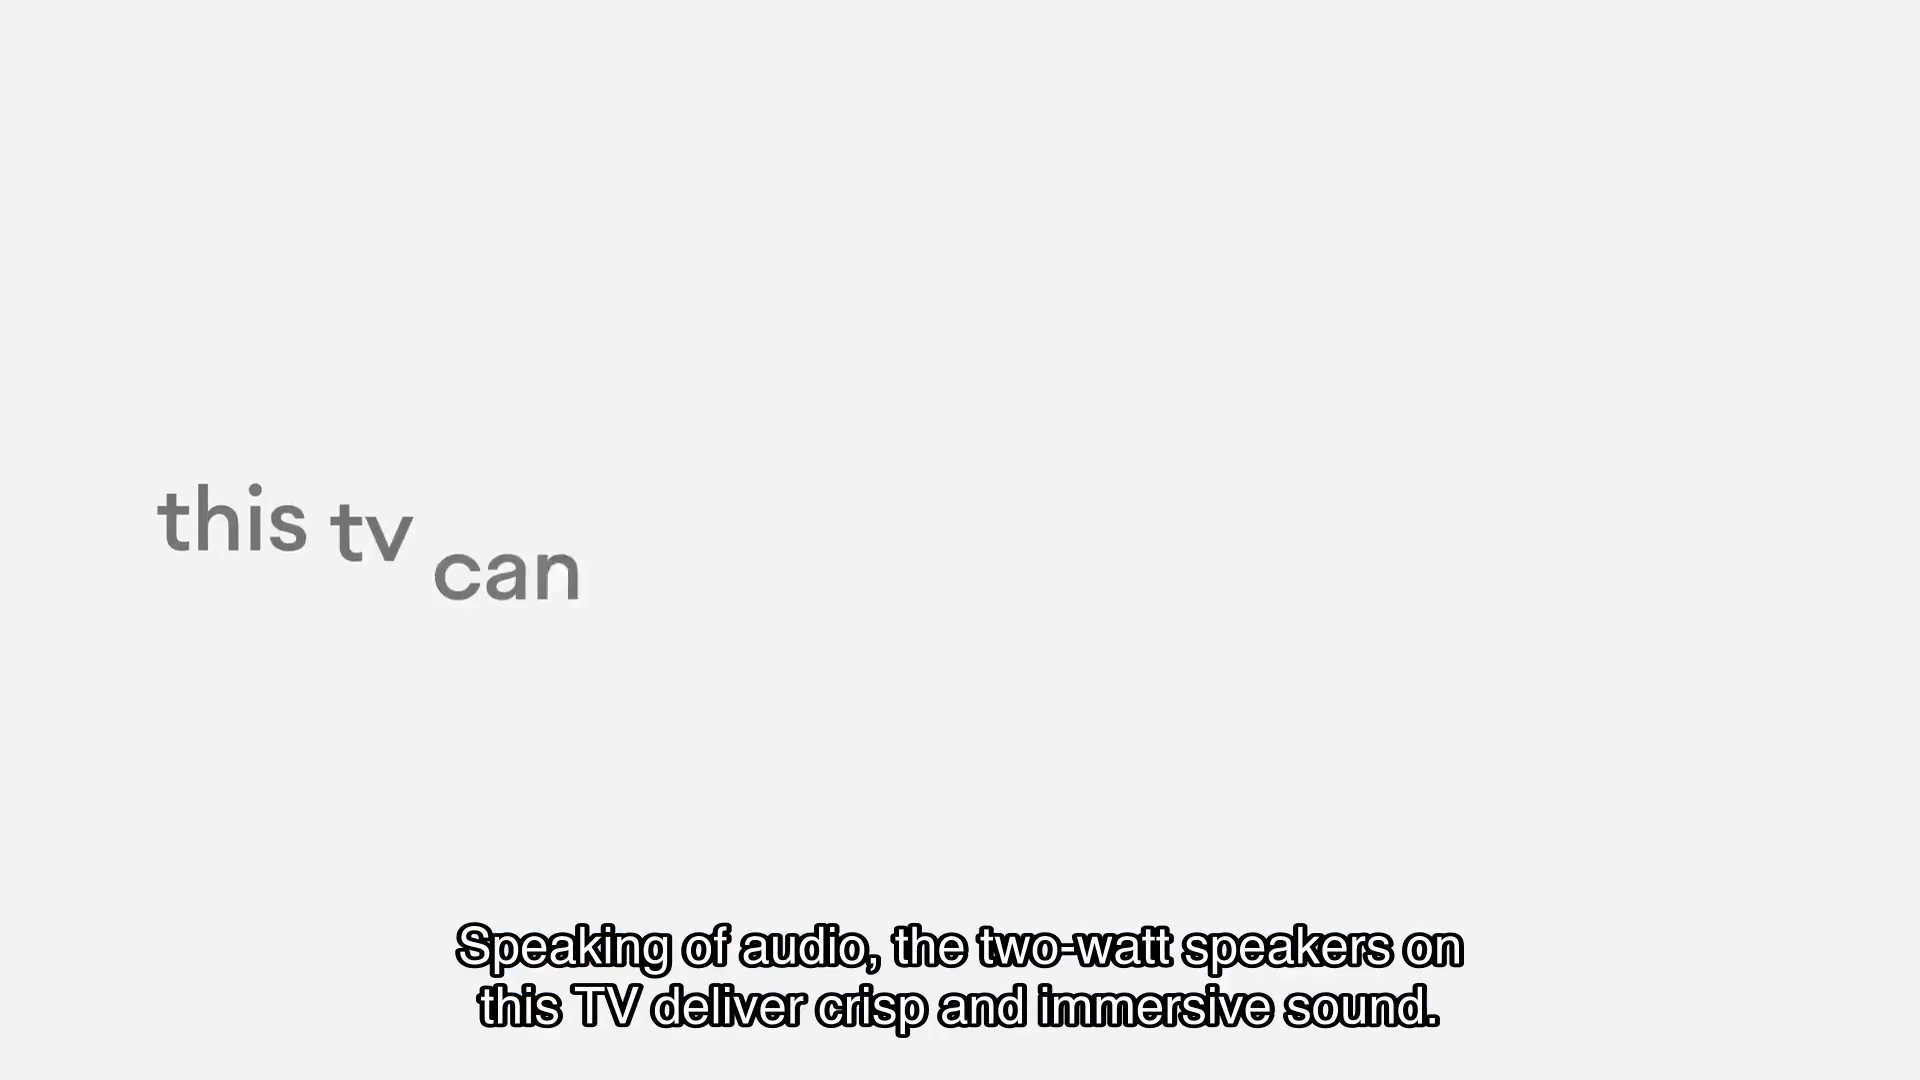 this tv can
Speaking of audio, the two-watt speakers on
this TV deliver crisp and immersive sound.